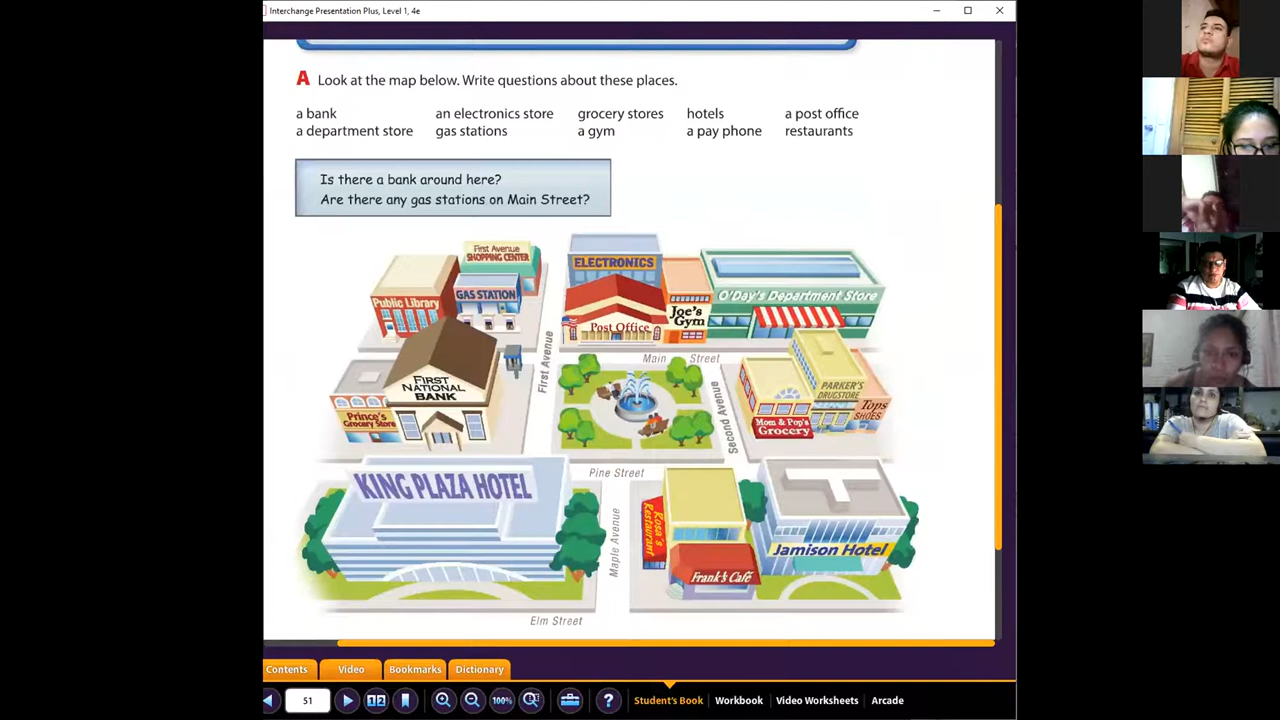 Interchange Presentation Plus, Level 1, 4e
A Look at the map below. Write questions about these places.
a bank an electronics store grocery stores hotels a post office
a department store gas stations a gym a pay phone restaurants
Is there a bank around here?
Are there any gas stations on Main Street?
First Avenue
SHOPPING CENTER
ELECTRONICS
Public Library
GAS STATION
Post Office
Joe's
Gym
O'Day's Department Store
First Avenue
Main Street
FIRST
NATIONAL
BANK
Prince's
Grocery Store
Second Avenue
PARKER'S
DRUGSTORE
Tops
SHOES
Mom & Pop's
Grocery
Pine Street
KING PLAZA HOTEL
Maple Avenue
Rosa's
Restaurant
Frank's Café
Jamison Hotel
Elm Street
Contents Video Bookmarks Dictionary
51 12 100% ? Student's Book Workbook Video Worksheets Arcade